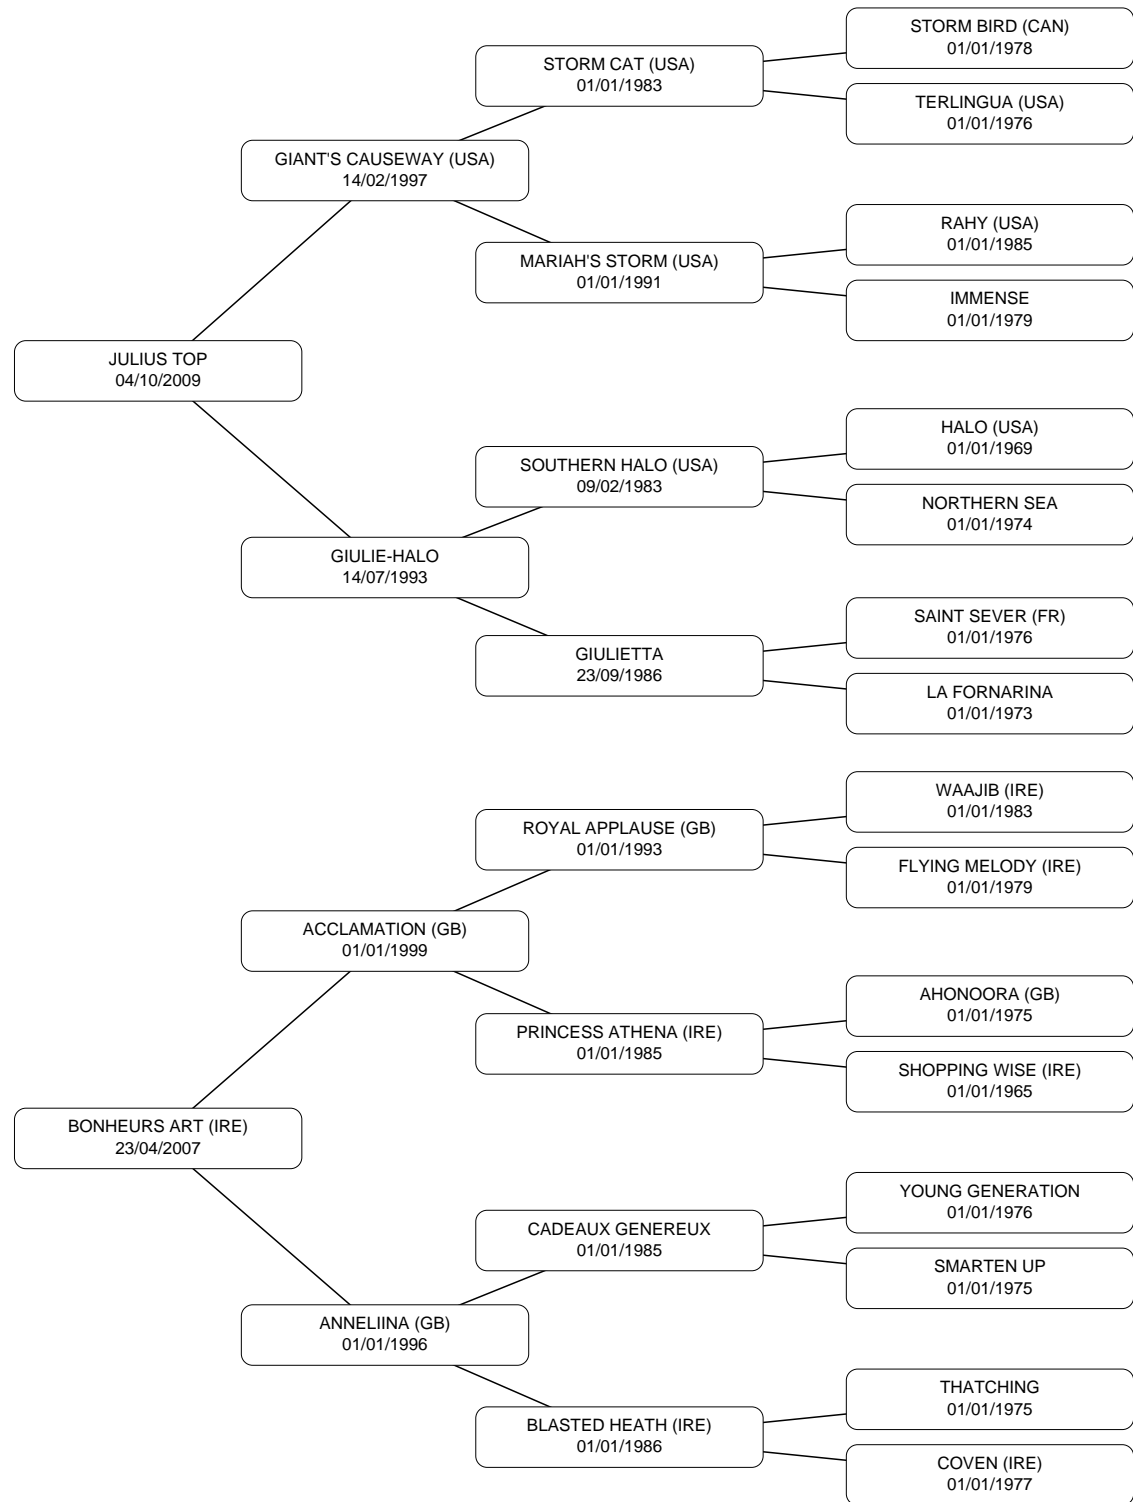 STORM BIRD (CAN)
01/01/1978
STORM CAT (USA)
01/01/1983
TERLINGUA (USA)
01/01/1976
GIANT'S CAUSEWAY (USA)
14/02/1997
RAHY (USA)
01/01/1985
MARIAH'S STORM (USA)
01/01/1991
IMMENSE
01/01/1979
JULIUS TOP
04/10/2009
HALO (USA)
01/01/1969
SOUTHERN HALO (USA)
09/02/1983
NORTHERN SEA
01/01/1974
GIULIE-HALO
14/07/1993
SAINT SEVER (FR)
01/01/1976
GIULIETTA
23/09/1986
LA FORNARINA
01/01/1973
WAAJIB (IRE)
01/01/1983
ROYAL APPLAUSE (GB)
01/01/1993
FLYING MELODY (IRE)
01/01/1979
ACCLAMATION (GB)
01/01/1999
AHONOORA (GB)
01/01/1975
PRINCESS ATHENA (IRE)
01/01/1985
SHOPPING WISE (IRE)
01/01/1965
BONHEURS ART (IRE)
23/04/2007
YOUNG GENERATION
01/01/1976
CADEAUX GENEREUX
01/01/1985
SMARTEN UP
01/01/1975
ANNELIINA (GB)
01/01/1996
THATCHING
01/01/1975
BLASTED HEATH (IRE)
01/01/1986
COVEN (IRE)
01/01/1977